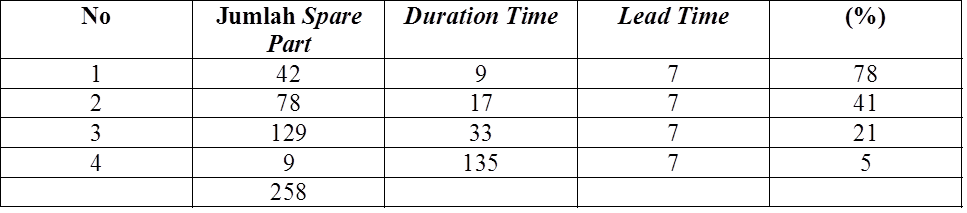 No Jumlah Spare Part Duration Time Lead Time (%)
1 42 9 7 78
2 78 17 7 41
3 129 33 7 21
4 9 135 7 5
258